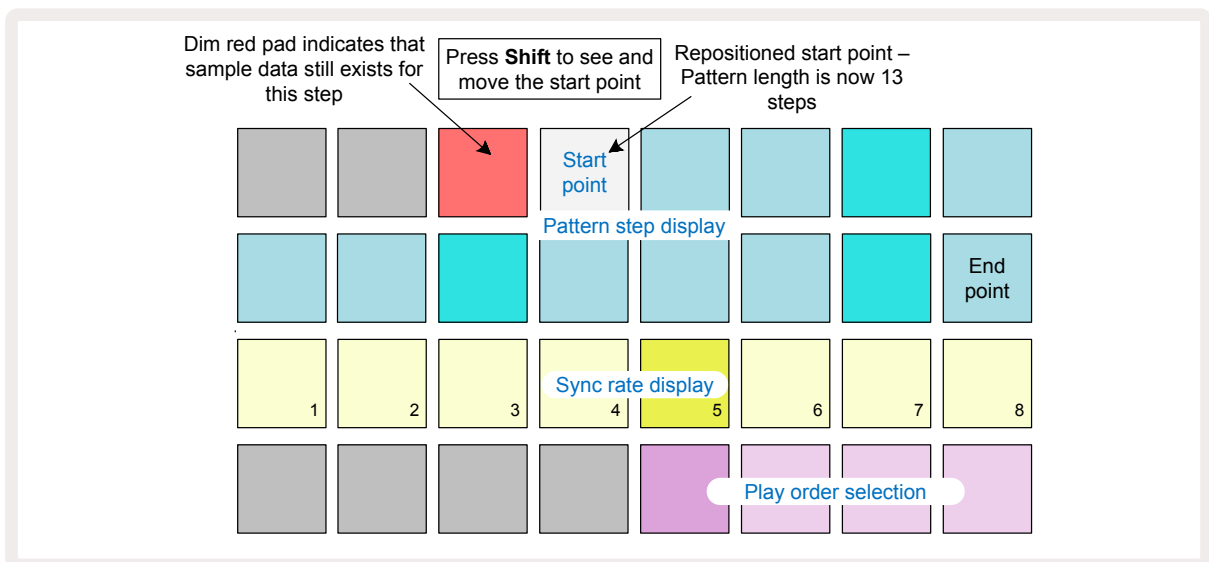 Dim red pad indicates that
sample data still exists for
this step
Press Shift to see and
move the start point
Repositioned start point –
Pattern length is now 13
steps
Start
point
Pattern step display
End
point
Sync rate display
1
2
3
4
5
6
7
8
Play order selection